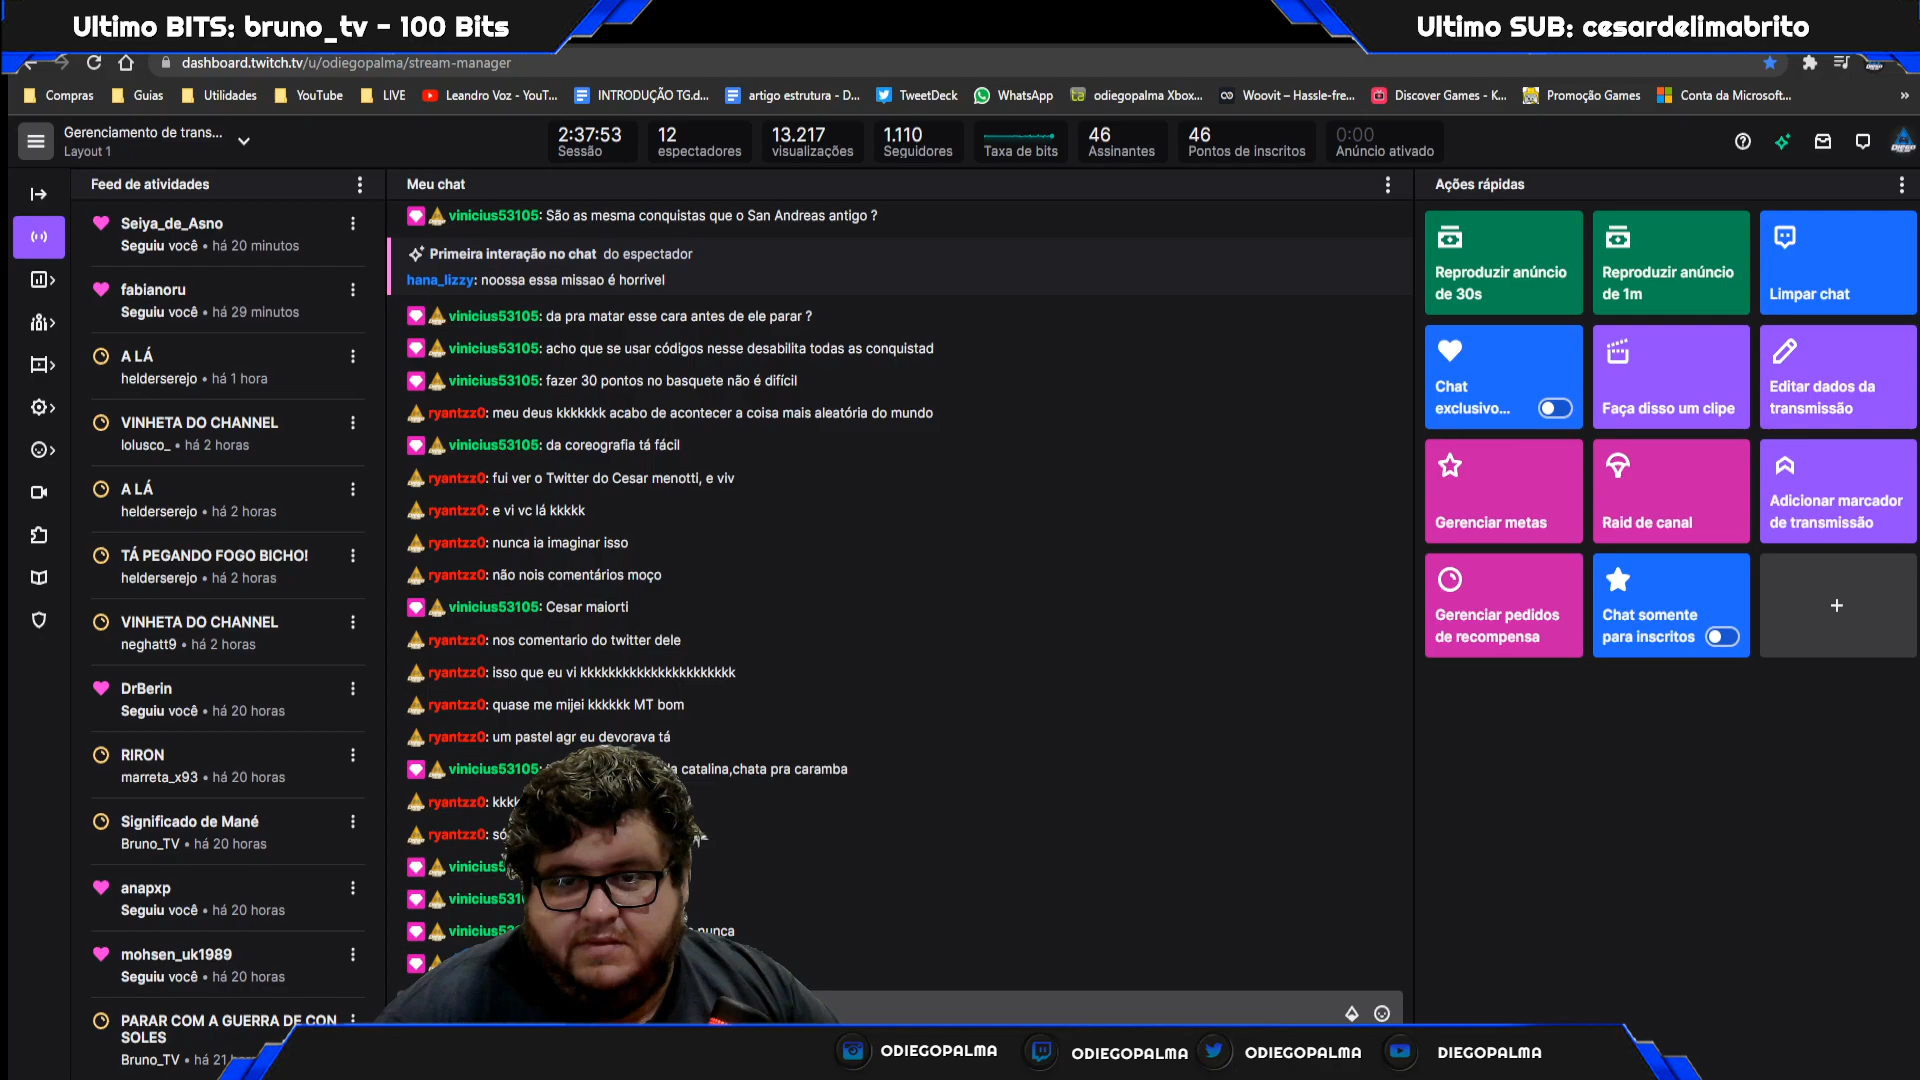 Ultimo BITS: bruno_tv - 100 Bits
Ultimo SUB: cesardelimabrito
dashboard.twitch.tv/u/odiegopalma/stream-manager
Compras
Guias
Utilidades
YouTube
LIVE
Leandro Voz - YouT...
INTRODUÇÃO TG.d...
artigo estrutura - D...
TweetDeck
WhatsApp
odiegopalma Xbox...
Woovit – Hassle-fre...
Discover Games - K...
Promoção Games
Conta da Microsoft...
»
Gerenciamento de trans...
Layout 1
2:37:53
Sessão
12
espectadores
13.217
visualizações
1.110
Seguidores
Taxa de bits
46
Assinantes
46
Pontos de inscritos
0:00
Anúncio ativado
Feed de atividades
Seiya_de_Asno
Seguiu você • há 20 minutos
fabianoru
Seguiu você • há 29 minutos
A LÁ
helderserejo • há 1 hora
VINHETA DO CHANNEL
lolusco_ • há 2 horas
A LÁ
helderserejo • há 2 horas
TÁ PEGANDO FOGO BICHO!
helderserejo • há 2 horas
VINHETA DO CHANNEL
neghatt9 • há 2 horas
DrBerin
Seguiu você • há 20 horas
RIRON
marreta_x93 • há 20 horas
Significado de Mané
Bruno_TV • há 20 horas
anapxp
Seguiu você • há 20 horas
mohsen_uk1989
Seguiu você • há 20 horas
PARAR COM A GUERRA DE CON
SOLES
Bruno_TV • há 21
Meu chat
vinicius53105: São as mesma conquistas que o San Andreas antigo ?
Primeira interação no chat do espectador
hana_lizzy: noossa essa missao é horrivel
vinicius53105: da pra matar esse cara antes de ele parar ?
vinicius53105: acho que se usar códigos nesse desabilita todas as conquistad
vinicius53105: fazer 30 pontos no basquete não é difícil
ryantzz0: meu deus kkkkkkk acabo de acontecer a coisa mais aleatória do mundo
vinicius53105: da coreografia tá fácil
ryantzz0: fui ver o Twitter do Cesar menotti, e viv
ryantzz0: e vi vc lá kkkkk
ryantzz0: nunca ia imaginar isso
ryantzz0: não nois comentários moço
vinicius53105: Cesar maiorti
ryantzz0: nos comentario do twitter dele
ryantzz0: isso que eu vi kkkkkkkkkkkkkkkkkkkkkk
ryantzz0: quase me mijei kkkkkk MT bom
ryantzz0: um pastel agr eu devorava tá
vinicius53105: catalina,chata pra caramba
ryantzz0: kkkk
ryantzz0: só
vinicius5
vinicius531
vinicius53 nunca
Ações rápidas
Reproduzir anúncio
de 30s
Reproduzir anúncio
de 1m
Limpar chat
Chat
exclusivo...
Faça disso um clipe
Editar dados da
transmissão
Gerenciar metas
Raid de canal
Adicionar marcador
de transmissão
Gerenciar pedidos
de recompensa
Chat somente
para inscritos
+
ODIEGOPALMA
ODIEGOPALMA
ODIEGOPALMA
DIEGOPALMA